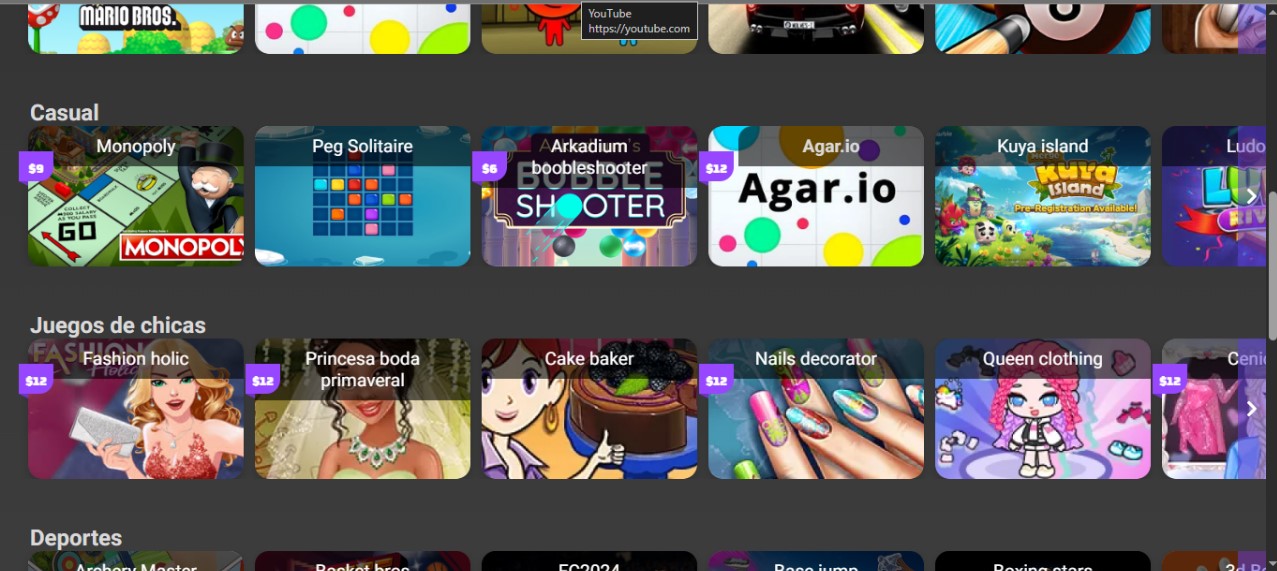 MARIO BROS.
YouTube
https://youtube.com
Casual
Monopoly
$9
COLLECT
AS YOU PASS
GO
MONOPOLY
Peg Solitaire
Arkadium
boobleshooter
$6
BUBBLE
SHOOTER
Agar.io
$12
Agar.io
Kuya island
Kuya
Island
Pre-Registration Available!
Ludo
Juegos de chicas
FASHION
Holic
Fashion holic
$12
Princesa boda
primaveral
$12
Cake baker
Nails decorator
$12
Queen clothing
Ceni
$12
Deportes
Archery Master
Basket bros
FC2024
Base jump
Boxing stars